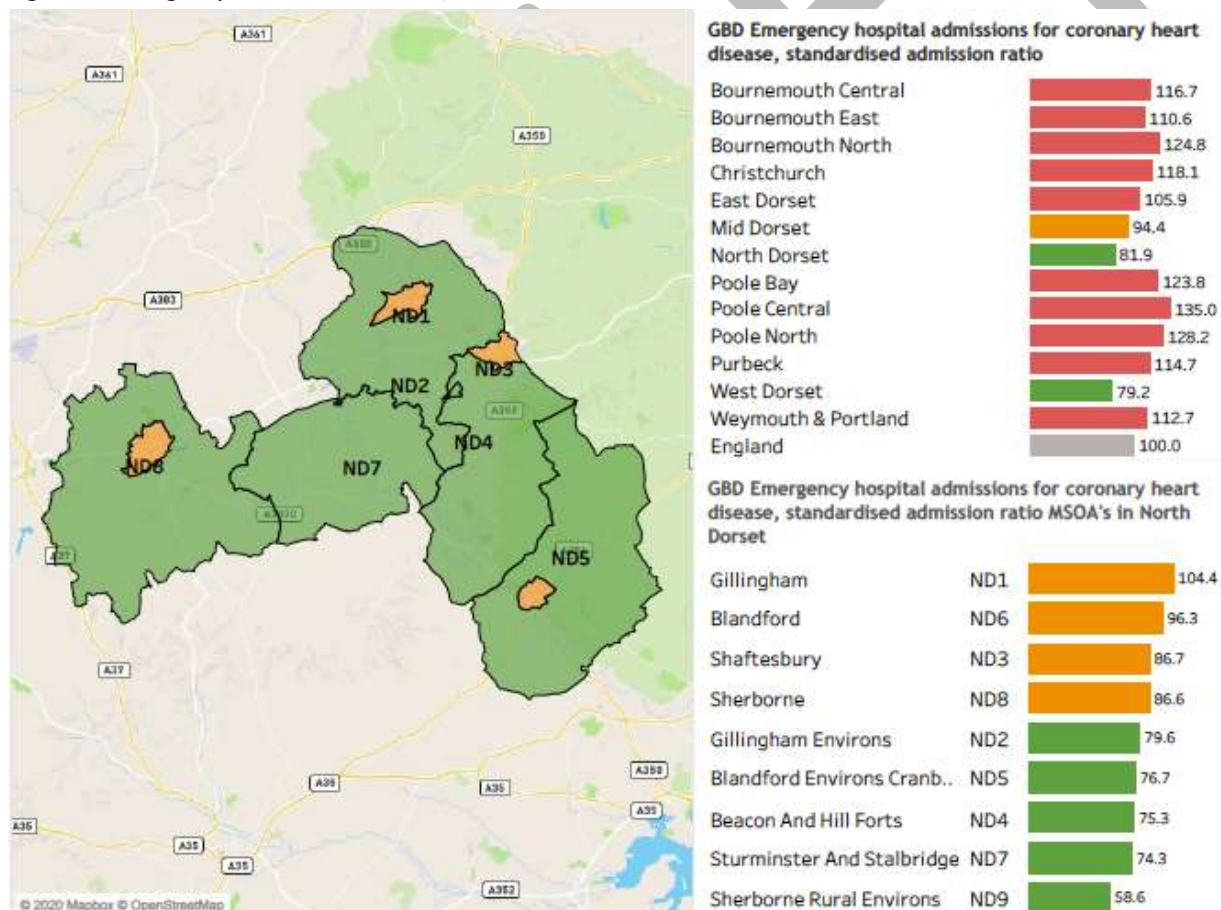 A361
A361
A350
A350
A303
ND1
ND3
ND2
ND4
ND8
ND7
ND5
A37
A37
A350
A35
A35
A35
A35
A35
A35
A352
© 2020 Mapbox © OpenStreetMap
GBD Emergency hospital admissions for coronary heart
disease, standardised admission ratio
Bournemouth Central 116.7
Bournemouth East 110.6
Bournemouth North 124.8
Christchurch 118.1
East Dorset 105.9
Mid Dorset 94.4
North Dorset 81.9
Poole Bay 123.8
Poole Central 135.0
Poole North 128.2
Purbeck 114.7
West Dorset 79.2
Weymouth & Portland 112.7
England 100.0
GBD Emergency hospital admissions for coronary heart
disease, standardised admission ratio MSOA's in North
Dorset
Gillingham ND1 104.4
Blandford ND6 96.3
Shaftesbury ND3 86.7
Sherborne ND8 86.6
Gillingham Environs ND2 79.6
Blandford Environs Cranb.. ND5 76.7
Beacon And Hill Forts ND4 75.3
Sturminster And Stalbridge ND7 74.3
Sherborne Rural Environs ND9 58.6